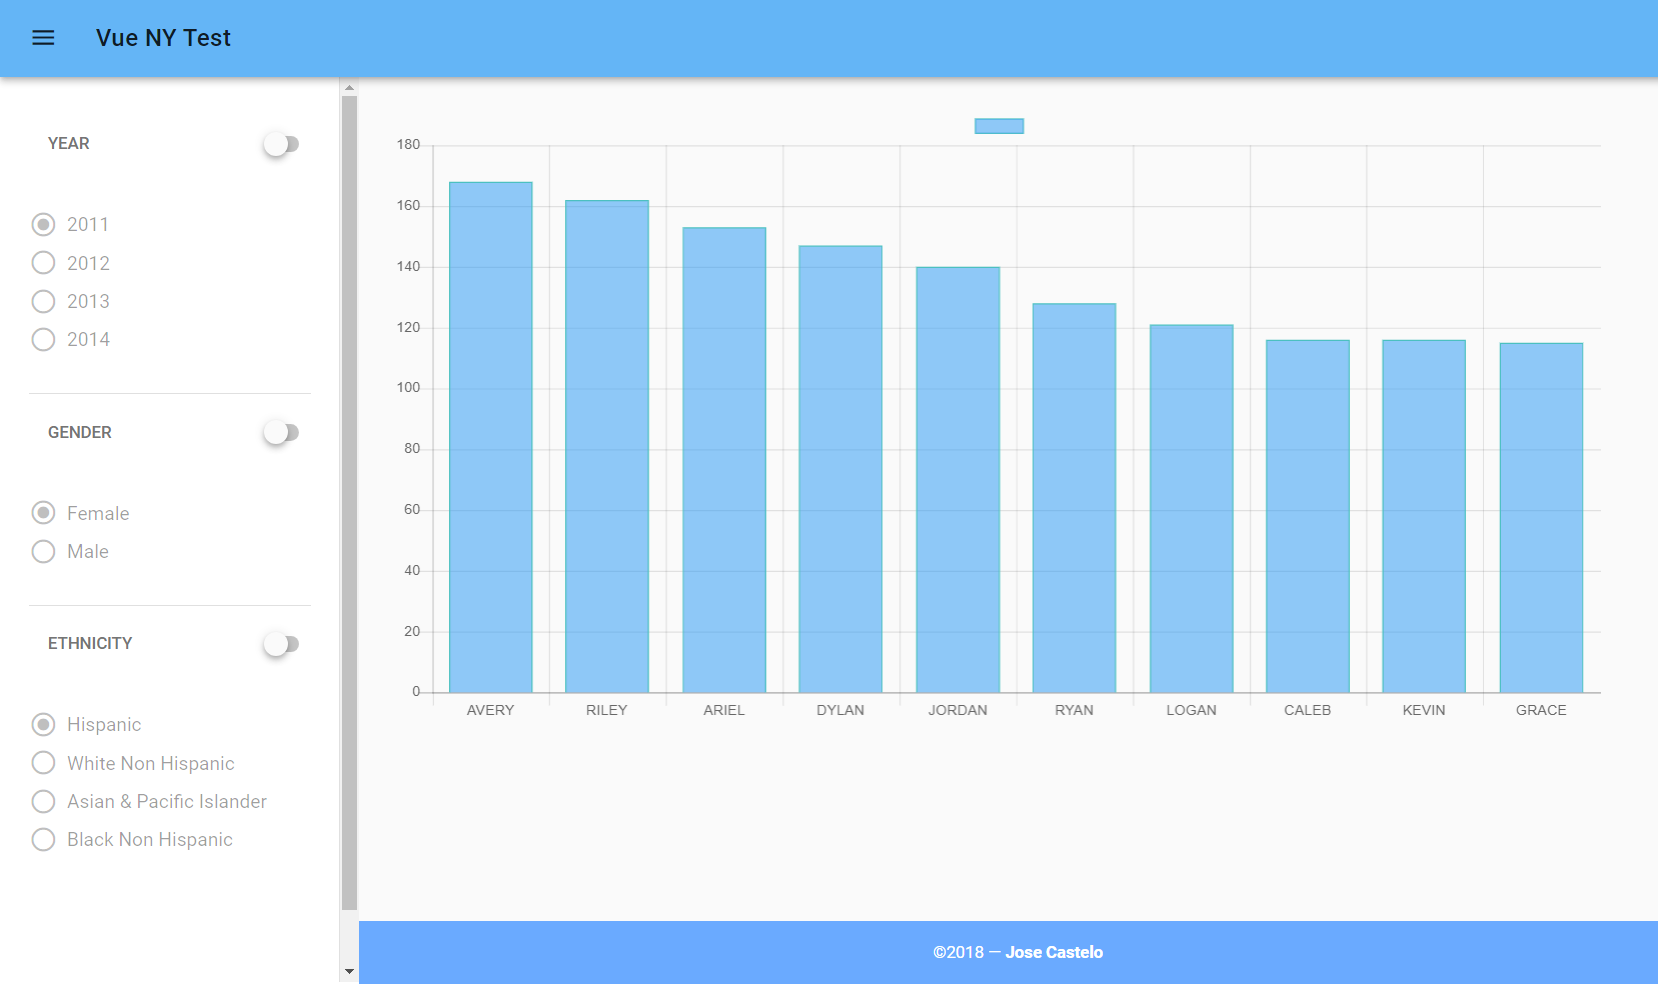 Vue NY Test
YEAR
2011
2012
2013
2014
GENDER
Female
Male
ETHNICITY
Hispanic
White Non Hispanic
Asian & Pacific Islander
Black Non Hispanic
180
160
140
120
100
80
60
40
20
0
AVERY RILEY ARIEL DYLAN JORDAN RYAN LOGAN CALEB KEVIN GRACE
©2018 — Jose Castelo